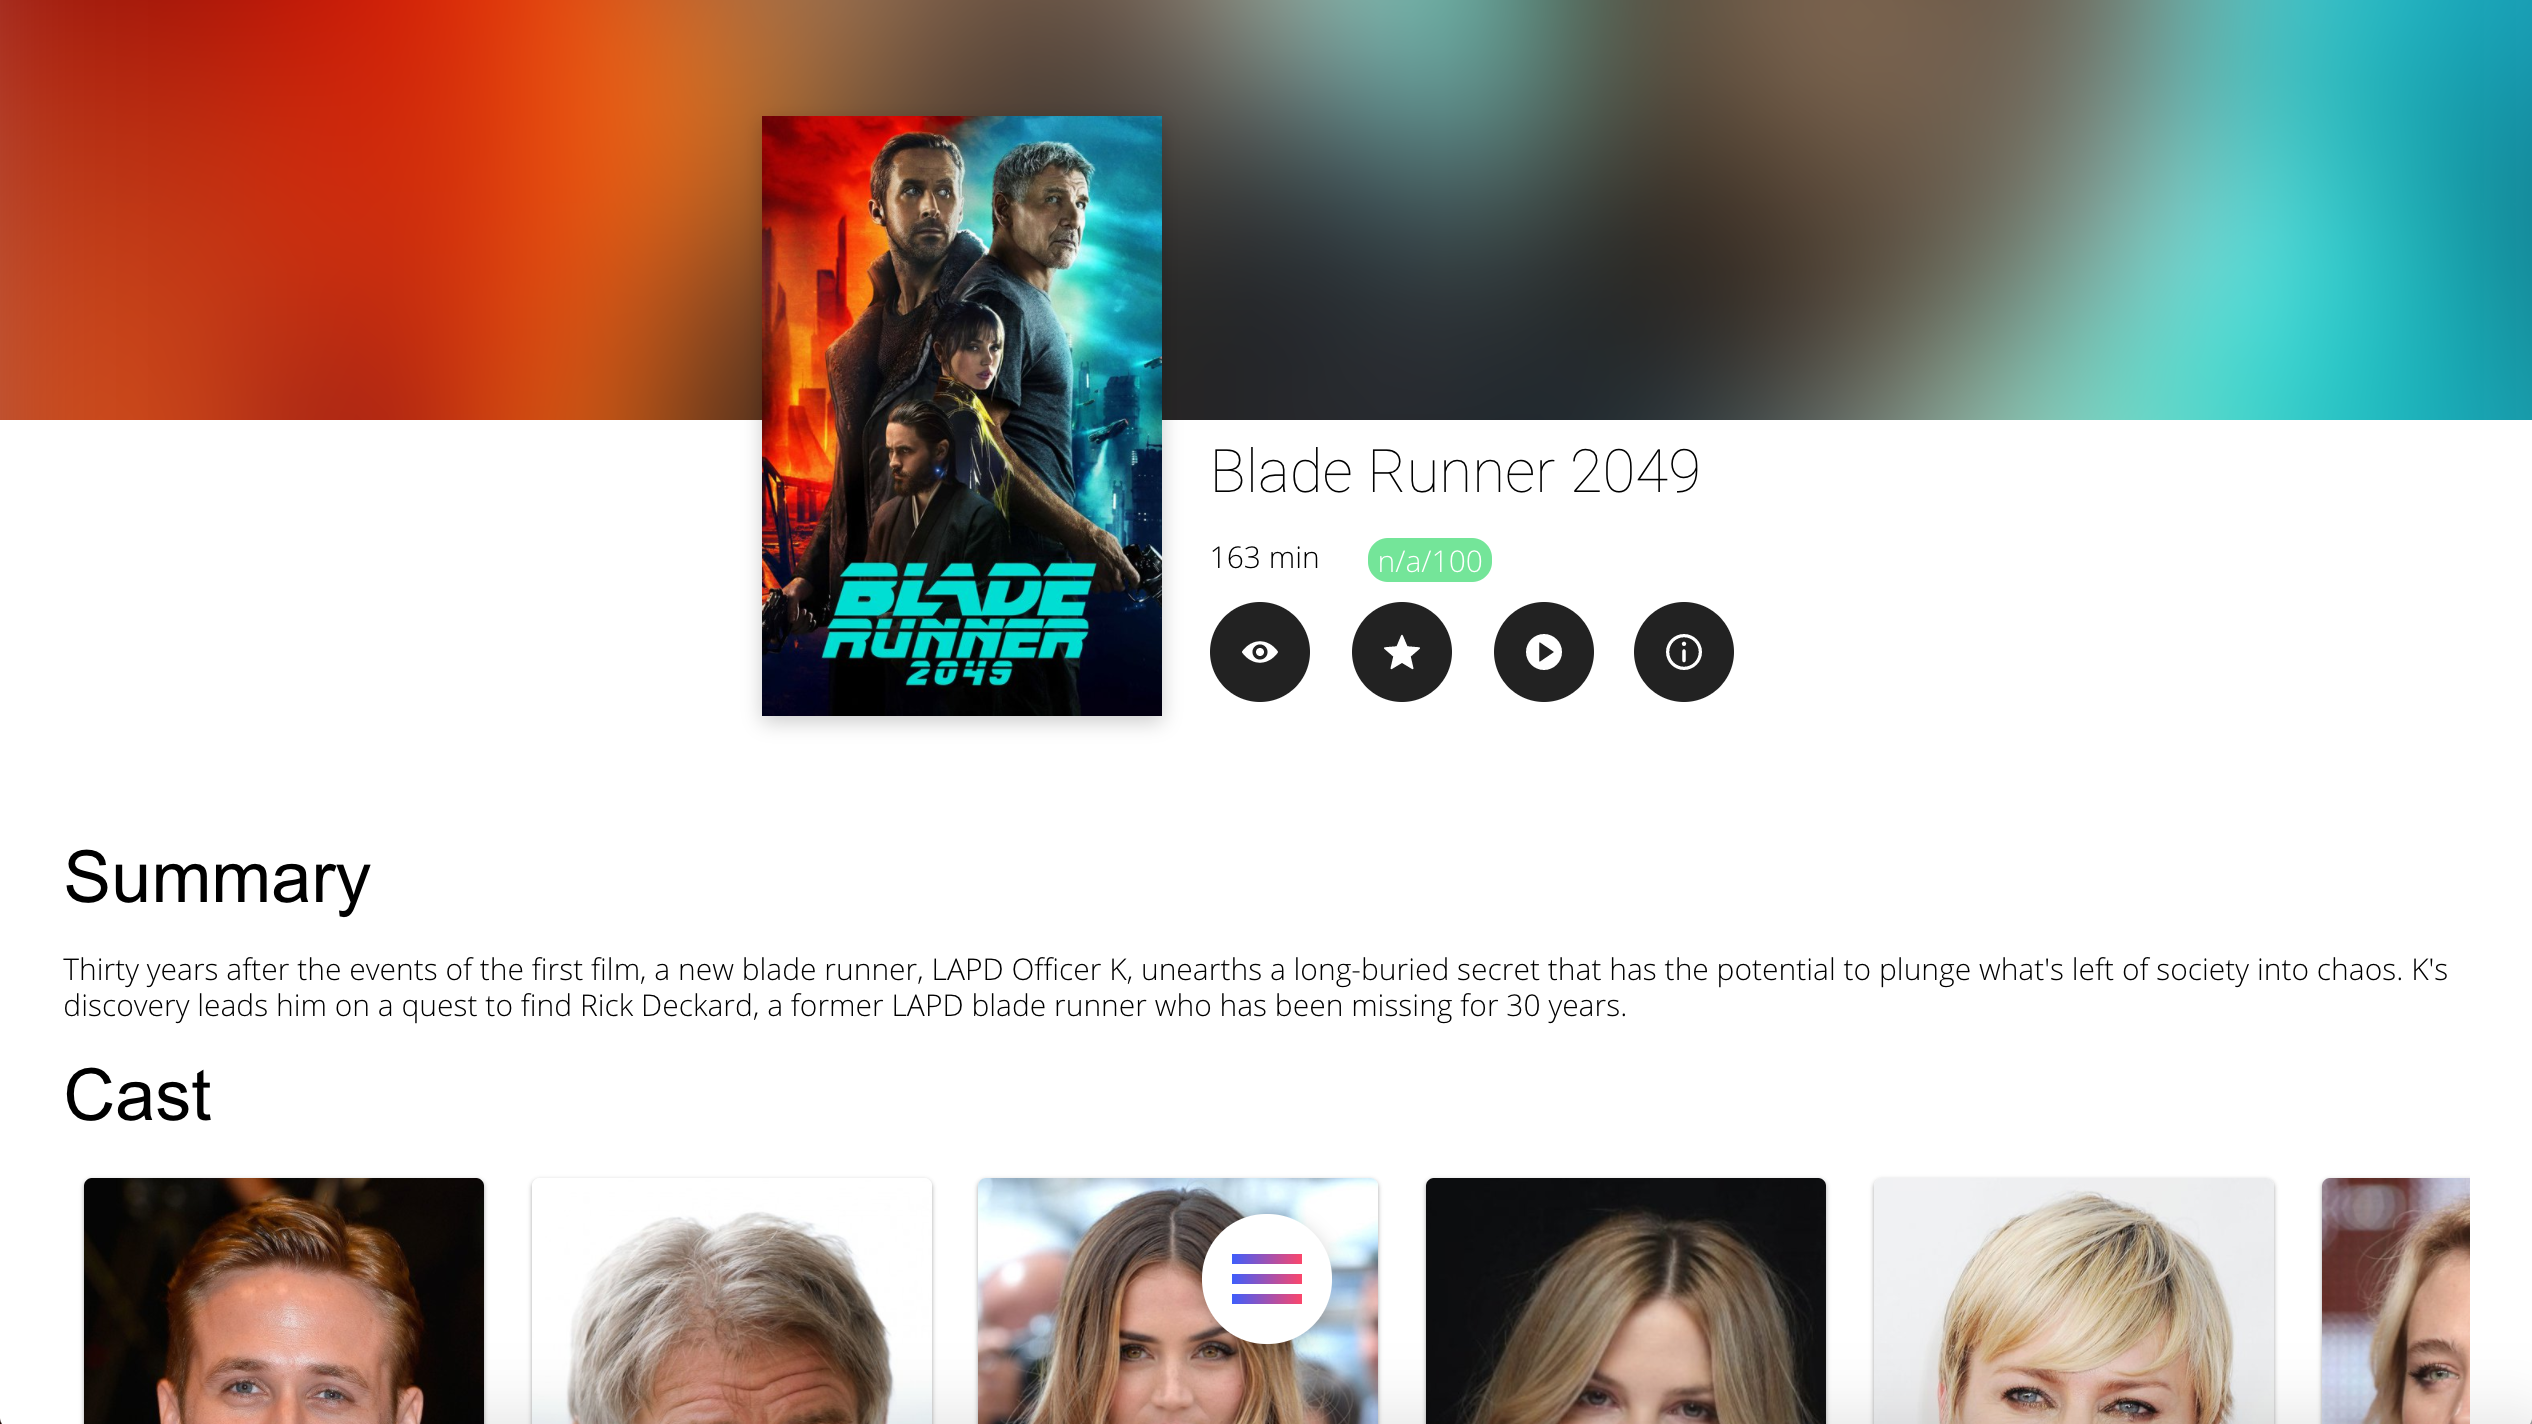 BLADE
RUNNER
2049
Blade Runner 2049
163 min
n/a/100
Summary
Thirty years after the events of the first film, a new blade runner, LAPD Officer K, unearths a long-buried secret that has the potential to plunge what's left of society into chaos. K's
discovery leads him on a quest to find Rick Deckard, a former LAPD blade runner who has been missing for 30 years.
Cast